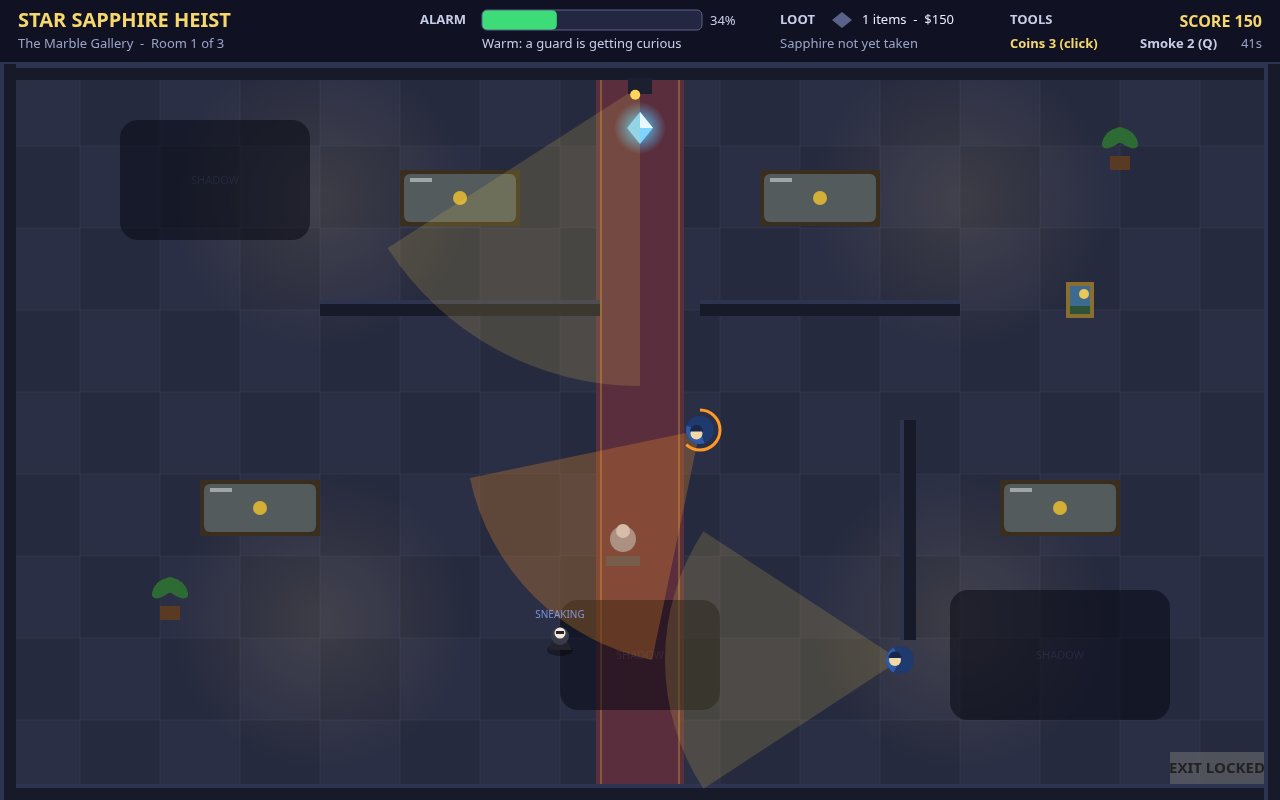 STAR SAPPHIRE HEIST
The Marble Gallery - Room 1 of 3
ALARM
34%
Warm: a guard is getting curious
LOOT
1 items - $150
Sapphire not yet taken
TOOLS
Coins 3 (click)
Smoke 2 (Q)
SCORE 150
41s
SHADOW
SNEAKING
SHADOW
SHADOW
EXIT LOCKED